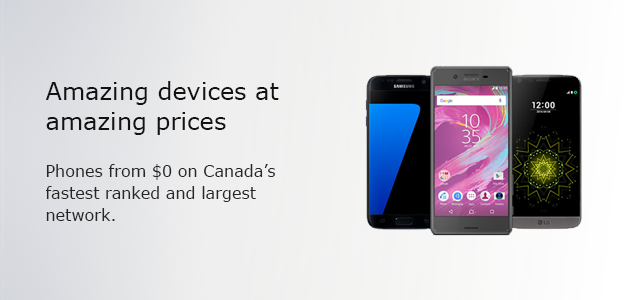 Amazing devices at
amazing prices
Phones from $0 on Canada's
fastest ranked and largest
network.
SAMSUNG
SONY
Google
10
35
12:00
LG